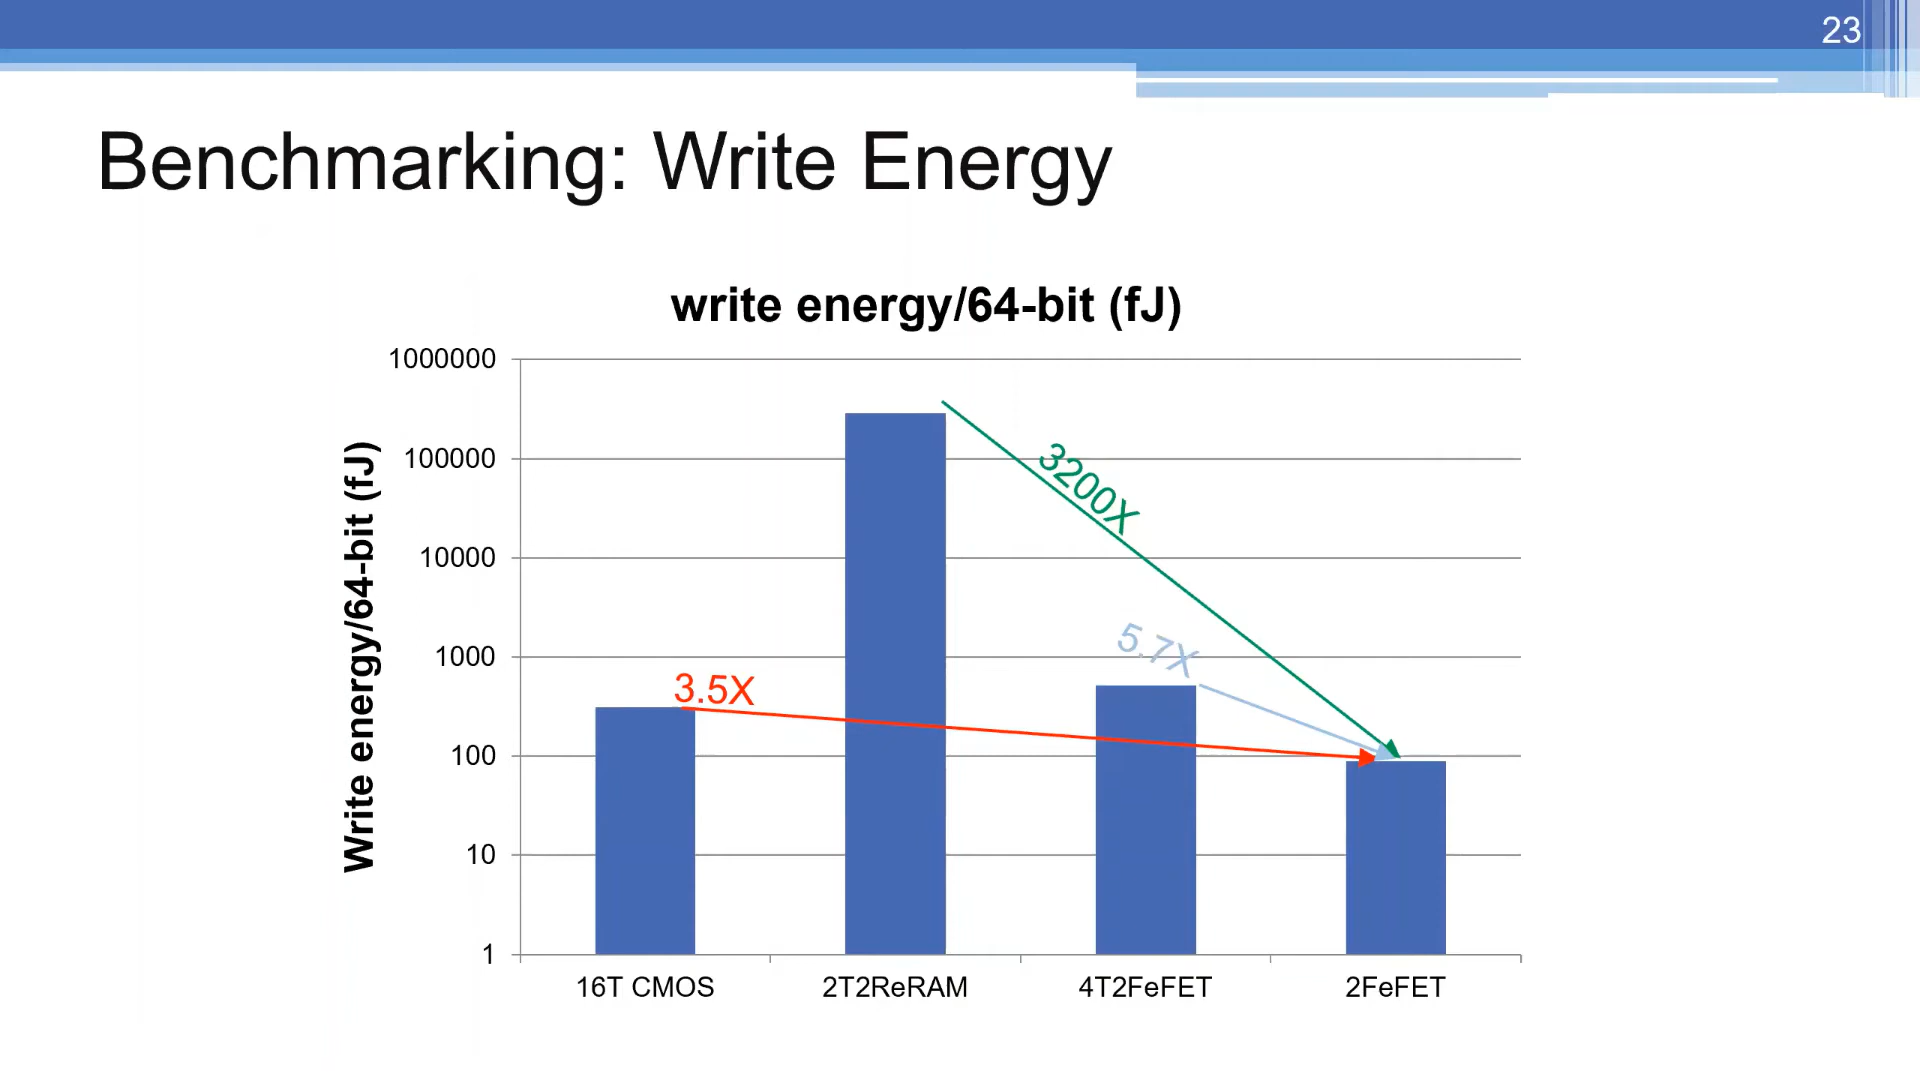 23
Benchmarking: Write Energy
write energy/64-bit (fJ)
Write energy/64-bit (fJ)
1000000
100000
10000
1000
100
10
1
3200X
5.7X
3.5X
16T CMOS
2T2ReRAM
4T2FeFET
2FeFET